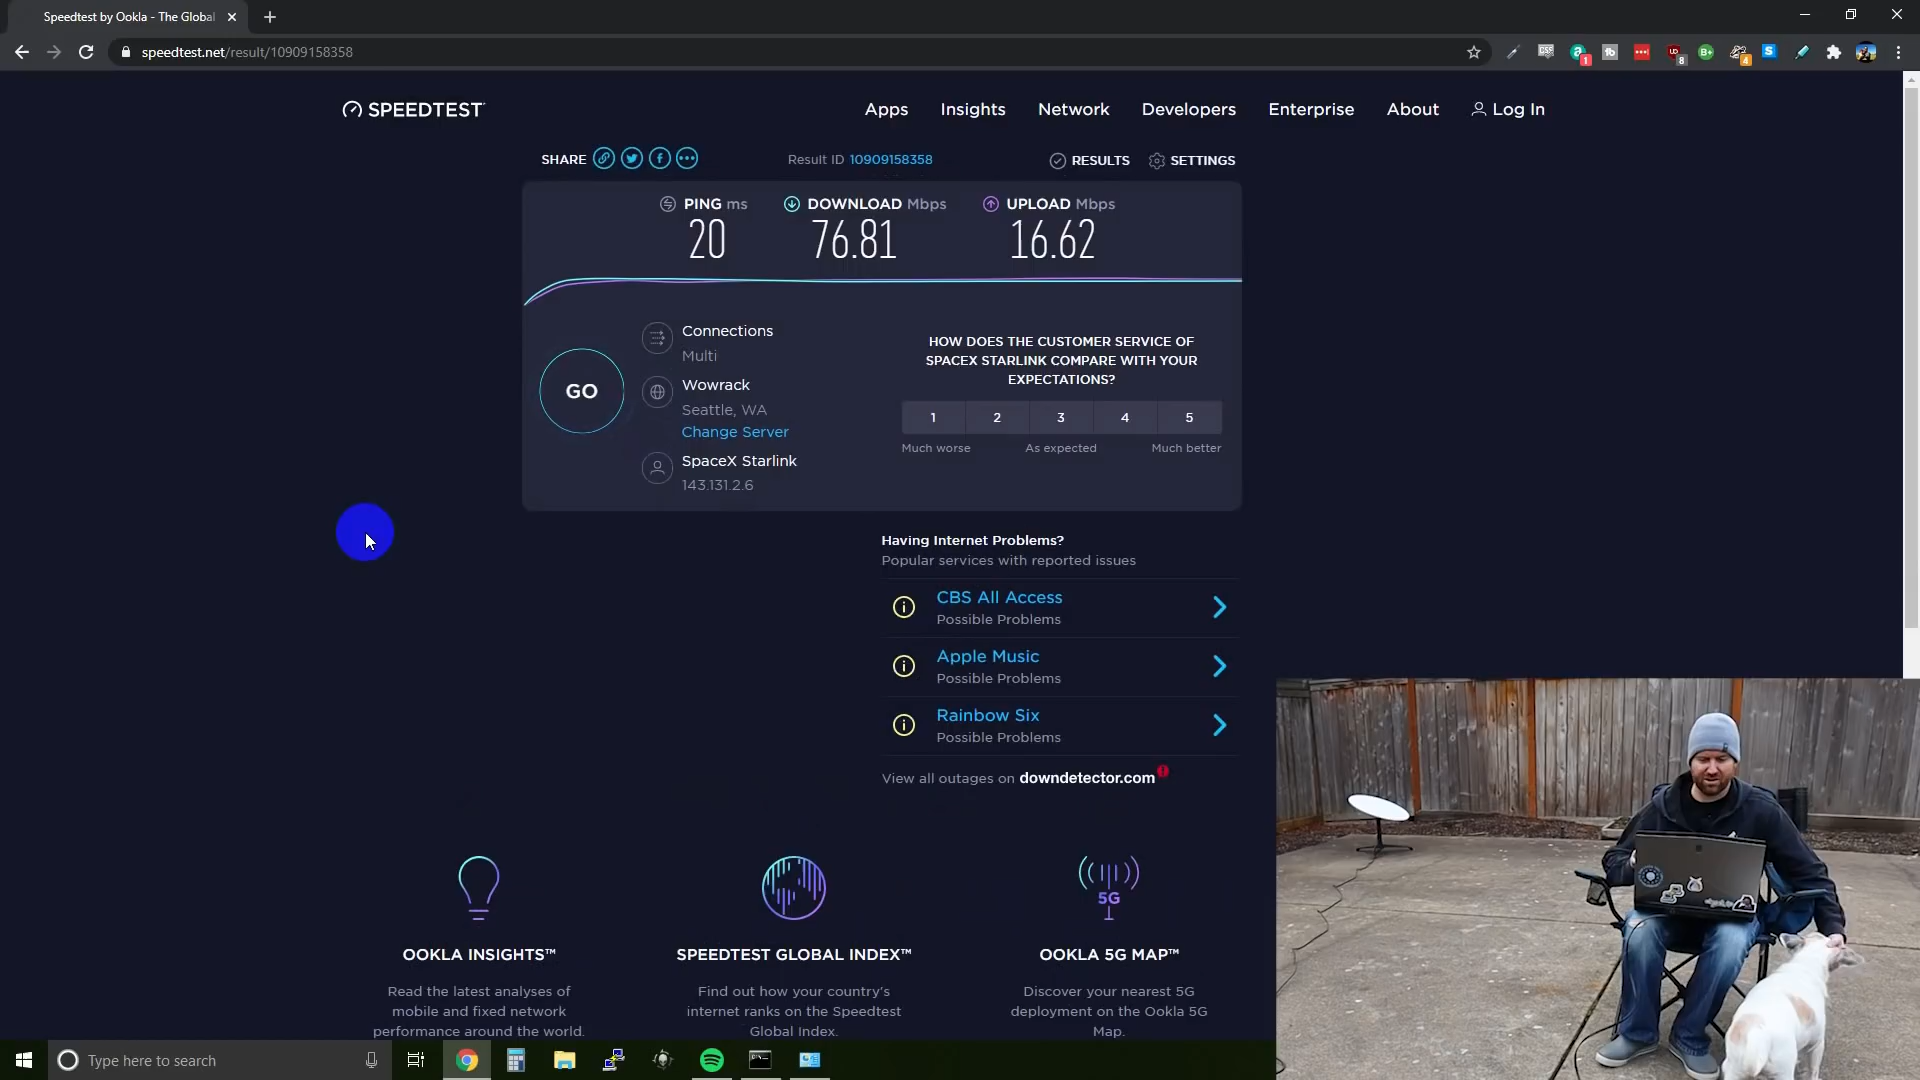 Speedtest by Ookla - The Global
speedtest.net/result/10909158358
SPEEDTEST
Apps
Insights
Network
Developers
Enterprise
About
Log In
SHARE
Result ID 10909158358
RESULTS
SETTINGS
PING ms
20
DOWNLOAD Mbps
76.81
UPLOAD Mbps
16.62
GO
Connections
Multi
Wowrack
Seattle, WA
Change Server
SpaceX Starlink
143.131.2.6
HOW DOES THE CUSTOMER SERVICE OF
SPACEX STARLINK COMPARE WITH YOUR
EXPECTATIONS?
1 2 3 4 5
Much worse
As expected
Much better
Having Internet Problems?
Popular services with reported issues
CBS All Access
Possible Problems
Apple Music
Possible Problems
Rainbow Six
Possible Problems
View all outages on downdetector.com
5G
OOKLA INSIGHTS™
Read the latest analyses of
mobile and fixed network
performance around the world.
SPEEDTEST GLOBAL INDEX™
Find out how your country's
internet ranks on the Speedtest
Global Index.
OOKLA 5G MAP™
Discover your nearest 5G
deployment on the Ookla 5G
Map.
Type here to search